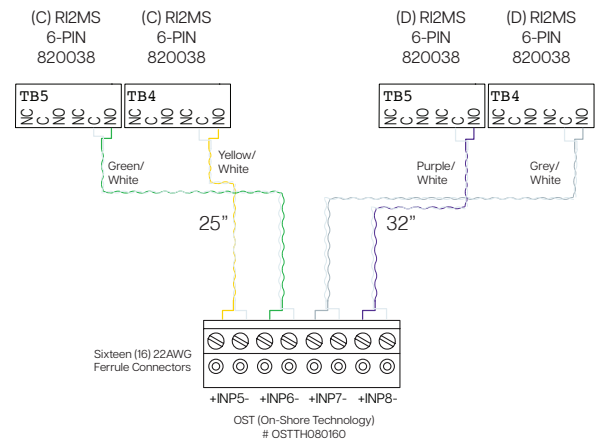 (C) RI2MS
6-PIN
820038
(C) RI2MS
6-PIN
820038
(D) RI2MS
6-PIN
820038
(D) RI2MS
6-PIN
820038
TB5
NC C NO NC C NO
TB4
NC C NO NC C NO
TB5
NC C NO NC C NO
TB4
NC C NO NC C NO
Green/
White
Yellow/
White
Purple/
White
Grey/
White
25”
32”
Sixteen (16) 22AWG
Ferrule Connectors
+INP5- +INP6- +INP7- +INP8-
OST (On-Shore Technology)
# OSTTH080160